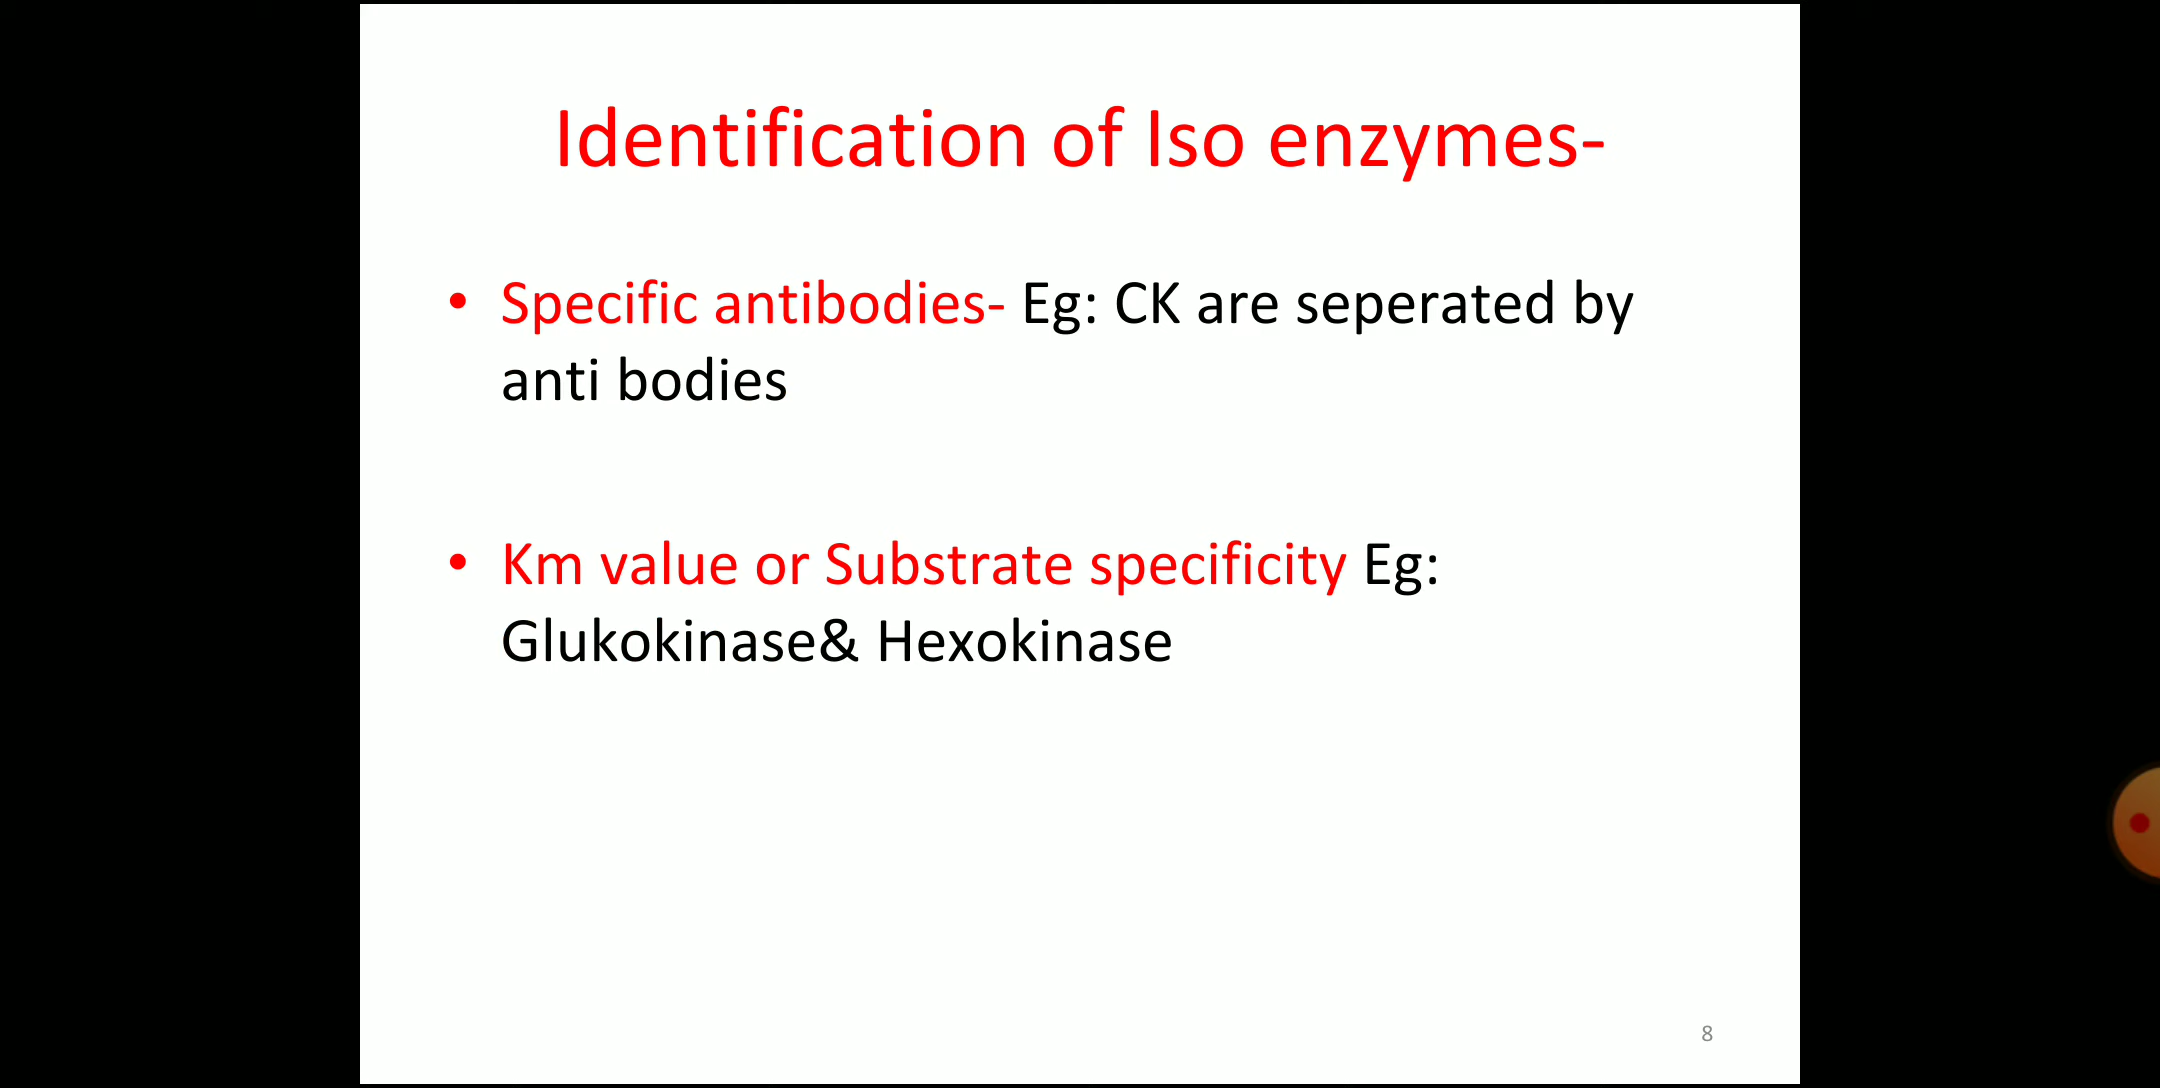 Identification of Iso enzymes-
• Specific antibodies- Eg: CK are seperated by
anti bodies
• Km value or Substrate specificity Eg:
Glukokinase& Hexokinase
8